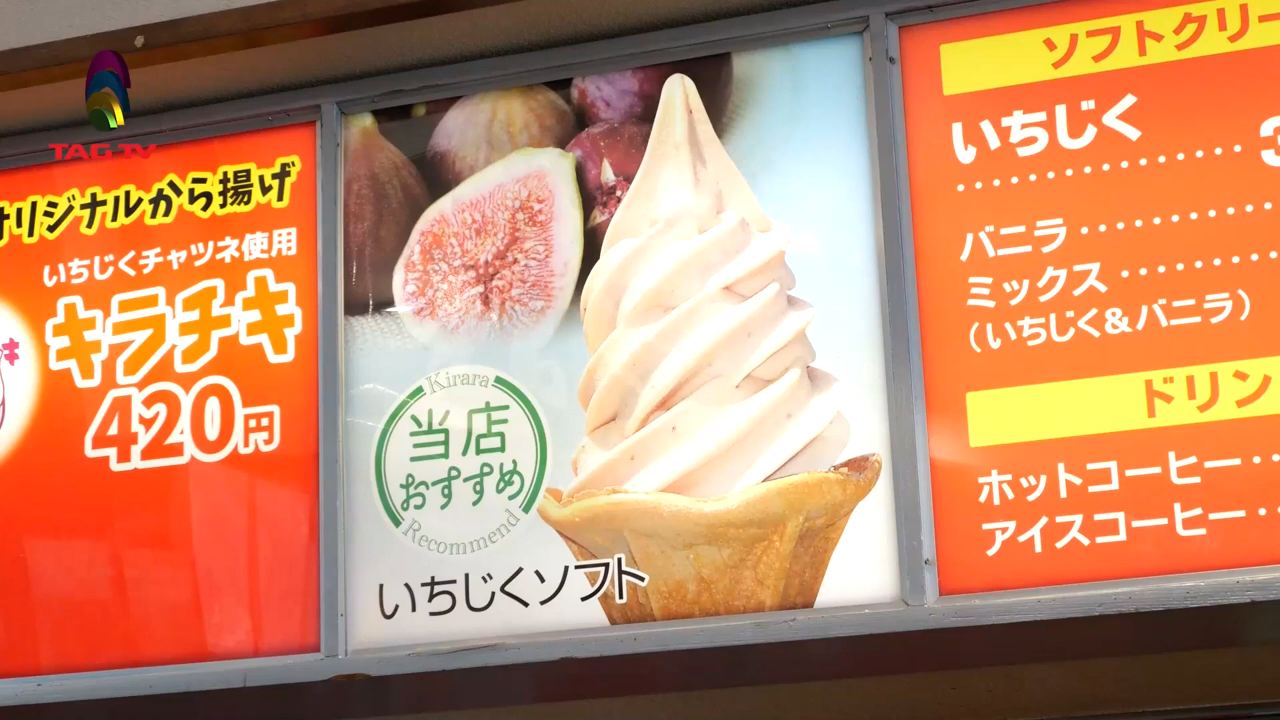 TAG TV
オリジナルから揚げ
いちじくチャツネ使用
キラチキ
420円
Kirara
当店
おすすめ
Recommend
いちじくソフト
ソフトクリー
いちじく
バニラ
ミックス
(いちじく&バニラ)
ドリン
ホットコーヒー
アイスコーヒー